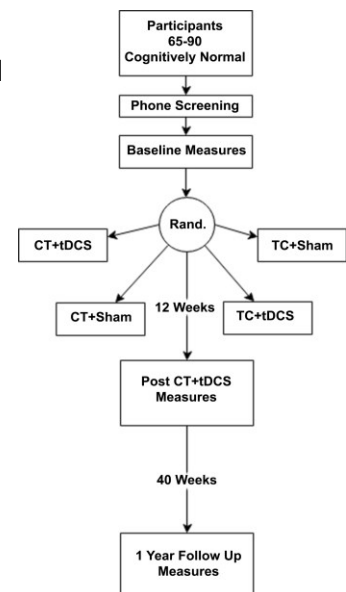 Participants
65-90
Cognitively Normal
Phone Screening
Baseline Measures
Rand.
CT+tDCS
TC+Sham
CT+Sham
12 Weeks
TC+tDCS
Post CT+tDCS
Measures
40 Weeks
1 Year Follow Up
Measures